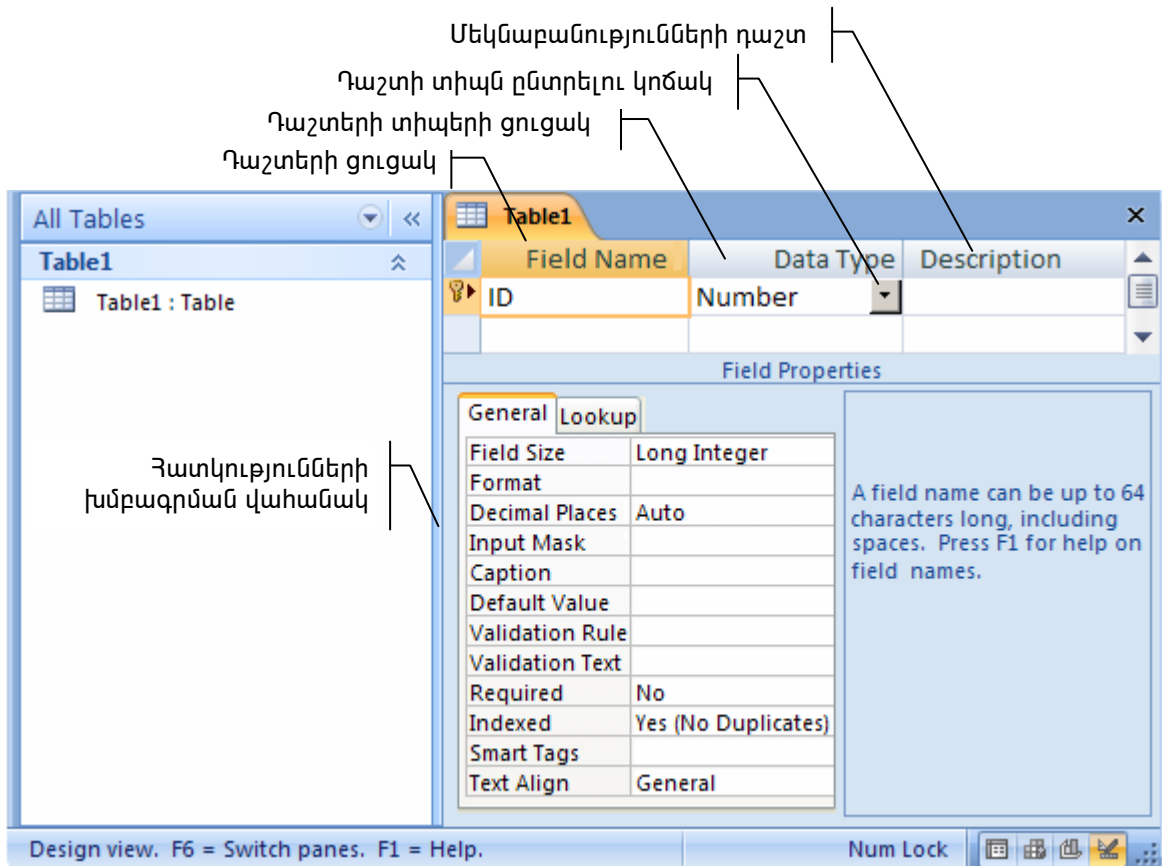 Մեկնաբանությունների դաշտ
Դաշտի տիպն ընտրելու կոճակ
Դաշտերի տիպերի ցուցակ
Դաշտերի ցուցակ
All Tables
Table1
Table1 : Table
Հատկությունների
խմբագրման վահանակ
Table1
Field Name Data Type Description
ID Number
Field Properties
General Lookup
Field Size Long Integer
Format
Decimal Places Auto
Input Mask
Caption
Default Value
Validation Rule
Validation Text
Required No
Indexed Yes (No Duplicates)
Smart Tags
Text Align General
A field name can be up to 64
characters long, including
spaces. Press F1 for help on
field names.
Design view. F6 = Switch panes. F1 = Help.
Num Lock